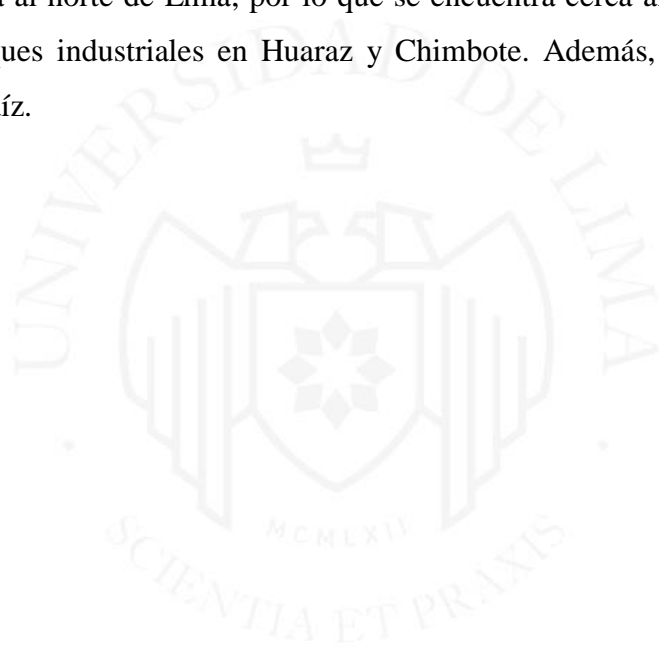 al norte de Lima, por lo que se encuentra cerca
ques industriales en Huaraz y Chimbote. Además,
íz.
UNIVERSIDAD DE LIMA
MCMLXII
SCIENTIA ET PRAXIS